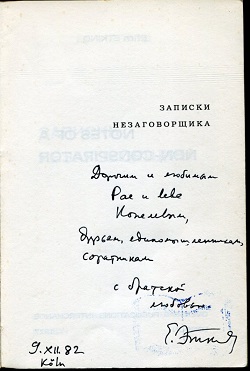 ЗАПИСКИ
НЕЗАГОВОРЩИКА
Дорогим и любимым
Рае и Леве
Копелевым,
друзьям, единомышленникам,
соратникам
с братской
любовью
Е. Эткинд
9.XII.82
Köln